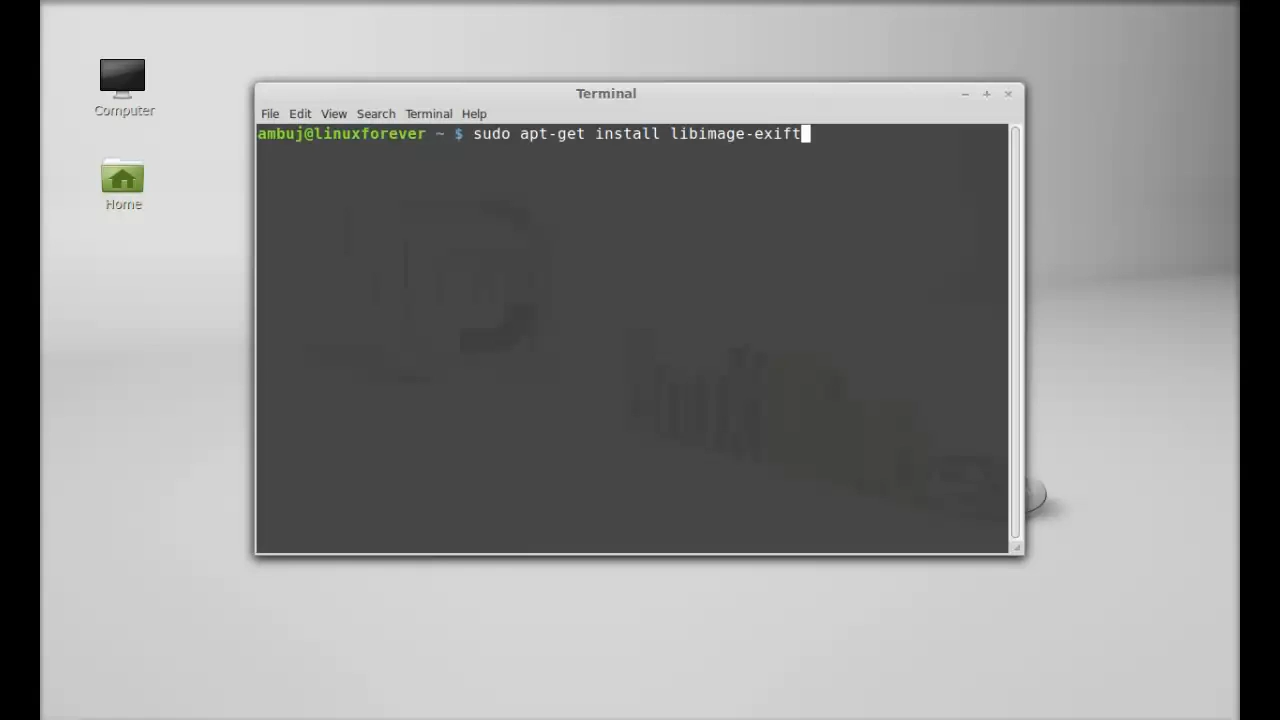 Computer
Home
Terminal
File Edit View Search Terminal Help
ambuj@linuxforever ~ $ sudo apt-get install libimage-exift